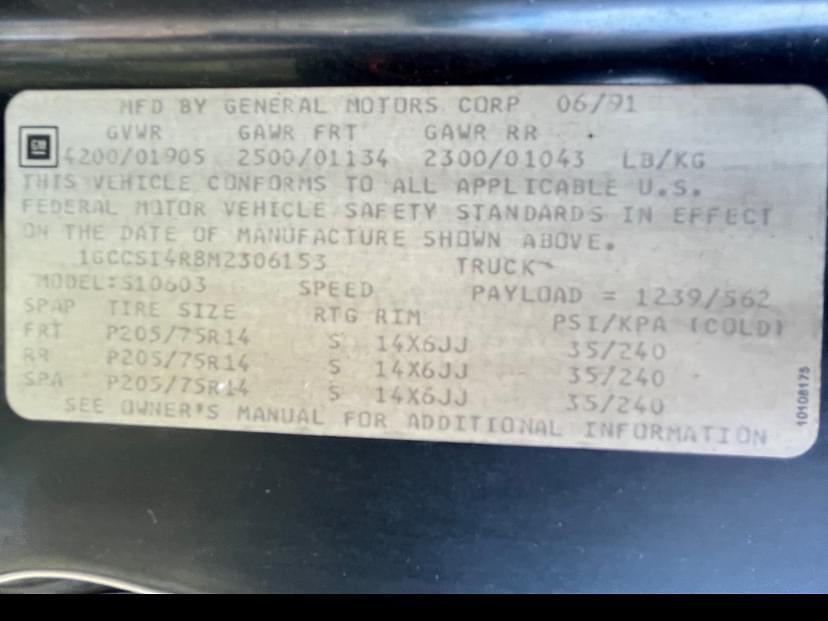 MFD BY GENERAL MOTORS CORP 06/91
GVWR GAWR FRT GAWR RR
GM
4200/01905 2500/01134 2300/01043 LB/KG
THIS VEHICLE CONFORMS TO ALL APPLICABLE U.S.
FEDERAL MOTOR VEHICLE SAFETY STANDARDS IN EFFECT
ON THE DATE OF MANUFACTURE SHOWN ABOVE.
1GCCS14R8M2306153 TRUCK
MODEL:S10603 SPEED PAYLOAD = 1239/562
SPAP TIRE SIZE RTG RIM PSI/KPA (COLD)
FRT P205/75R14 S 14X6JJ 35/240
RR P205/75R14 S 14X6JJ 35/240
SPA P205/75R14 S 14X6JJ 35/240
SEE OWNER'S MANUAL FOR ADDITIONAL INFORMATION
10108175